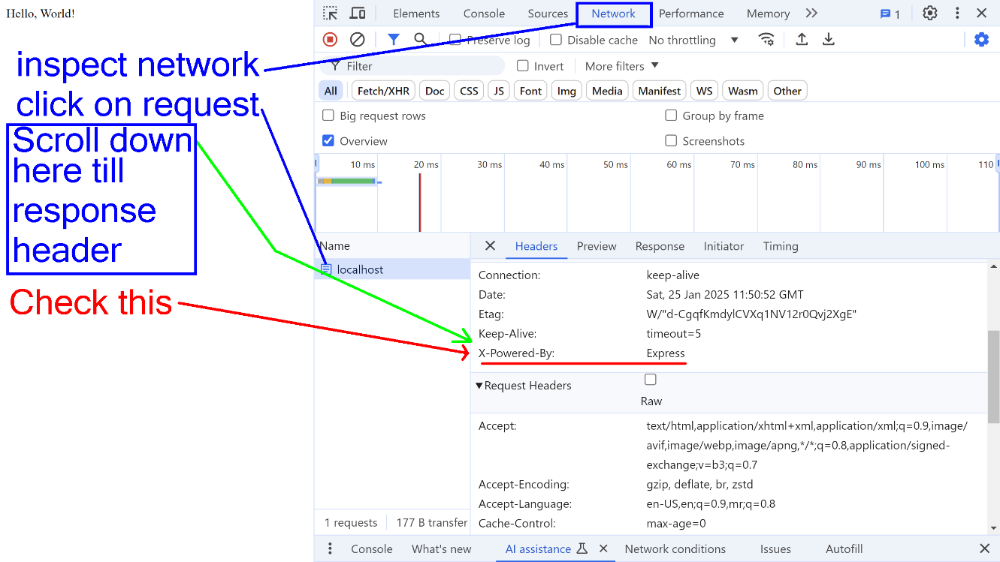 Hello, World!
inspect network
click on request
Scroll down
here till
response
header
Check this
Elements Console Sources Network Performance Memory 1
Preserve log Disable cache No throttling
Filter Invert More filters
All Fetch/XHR Doc CSS JS Font Img Media Manifest WS Wasm Other
Big request rows Group by frame
Overview Screenshots
10 ms 20 ms 30 ms 40 ms 50 ms 60 ms 70 ms 80 ms 90 ms 100 ms 110
Name
localhost
1 requests 177 B transfer
Headers Preview Response Initiator Timing
Connection: keep-alive
Date: Sat, 25 Jan 2025 11:50:52 GMT
Etag: W/"d-CgqfKmdylCVXq1NV12r0Qvj2XgE"
Keep-Alive: timeout=5
X-Powered-By: Express
Request Headers
Raw
Accept: text/html,application/xhtml+xml,application/xml;q=0.9,image/
avif,image/webp,image/apng,*/*;q=0.8,application/signed-
exchange;v=b3;q=0.7
Accept-Encoding: gzip, deflate, br, zstd
Accept-Language: en-US,en;q=0.9,mr;q=0.8
Cache-Control: max-age=0
Console What's new AI assistance Network conditions Issues Autofill